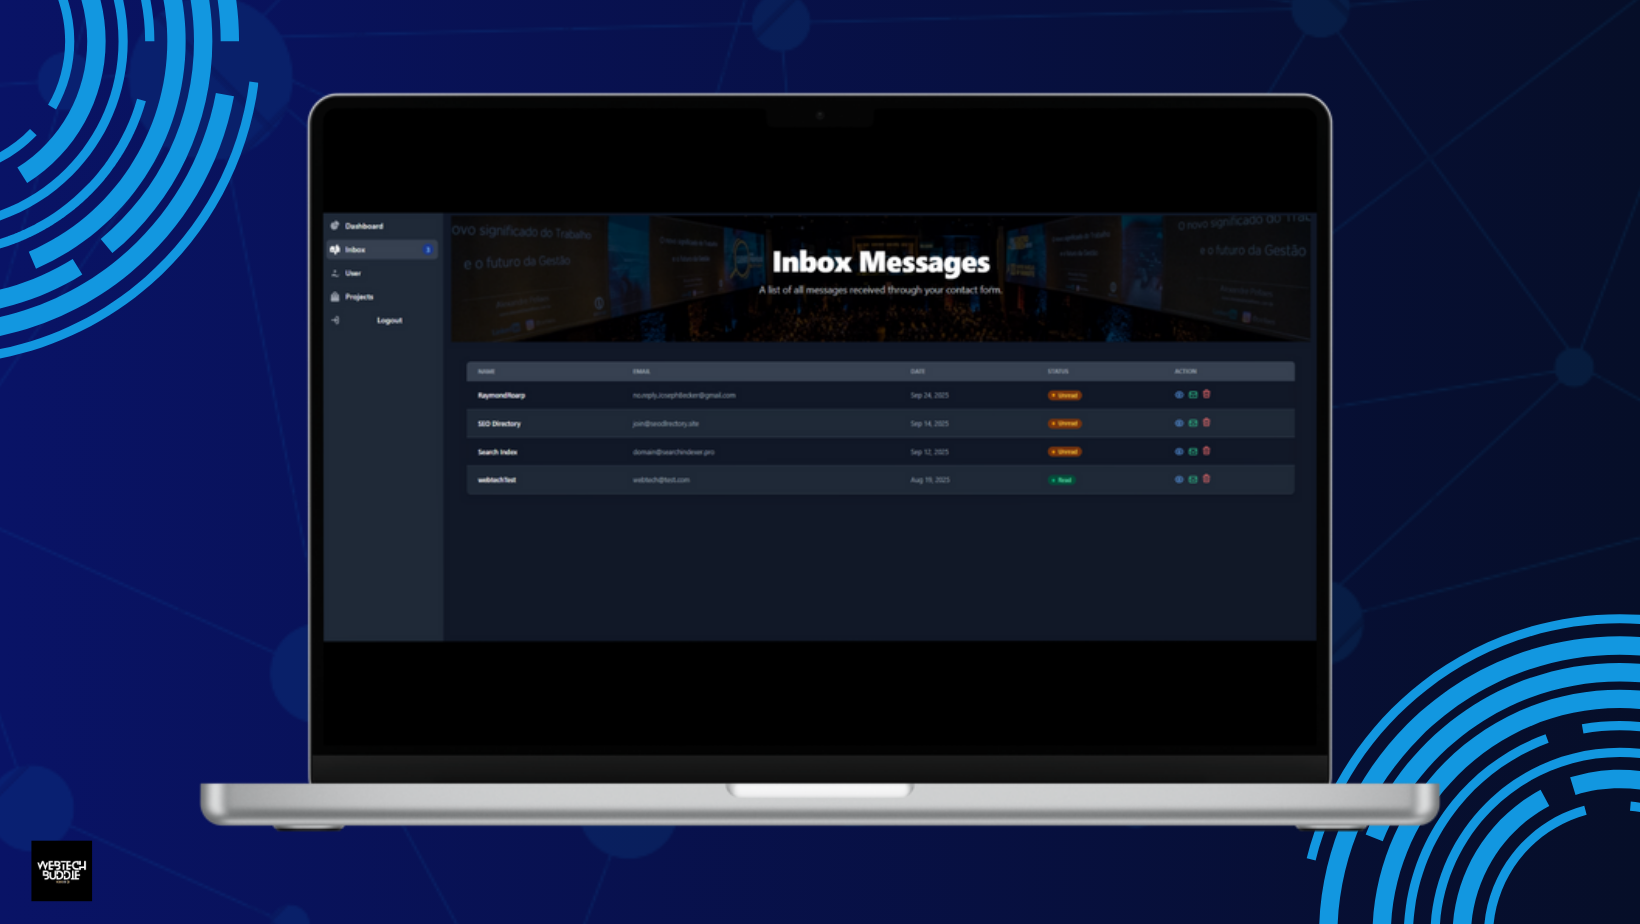 Dashboard
Inbox 3
User
Projects
Logout
ovo significado do Trabalho
e o futuro da Gestão
o novo significado do Trab
e o futuro da Gestão
Inbox Messages
A list of all messages received through your contact form.
NAME EMAIL DATE STATUS ACTION
RaymondRoarp no.reply.JosephBecker@gmail.com Sep 24, 2025 Unread
SEO Directory join@seodirectory.site Sep 14, 2025 Unread
Search Index domain@searchindexer.pro Sep 12, 2025 Unread
webtechTest webtech@test.com Aug 19, 2025 Read
WEBTECH
BUDDIE